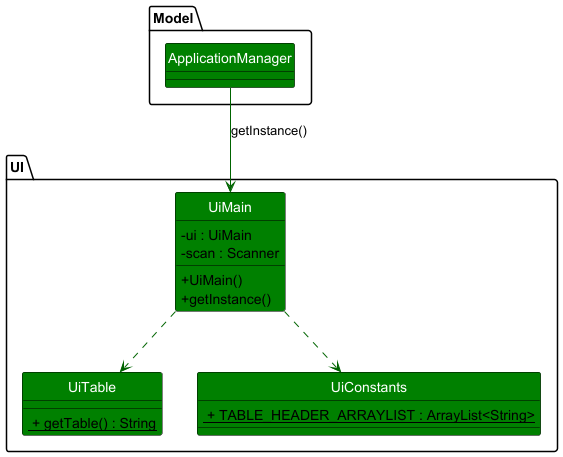 Model
ApplicationManager
getInstance()
UI
UiMain
-ui : UiMain
-scan : Scanner
+UiMain()
+getInstance()
UiTable
+ getTable() : String
UiConstants
+ TABLE_HEADER_ARRAYLIST : ArrayList<String>